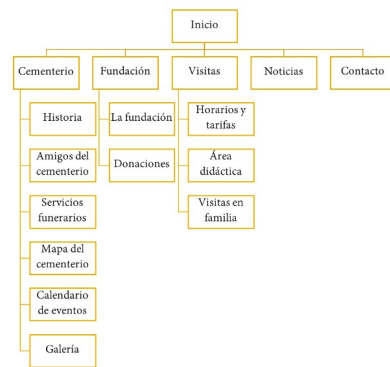 Inicio
Cementerio
Fundación
Visitas
Noticias
Contacto
Historia
Amigos del
cementerio
Servicios
funerarios
Mapa del
cementerio
Calendario
de eventos
Galería
La fundación
Donaciones
Horarios y
tarifas
Área
didáctica
Visitas en
familia